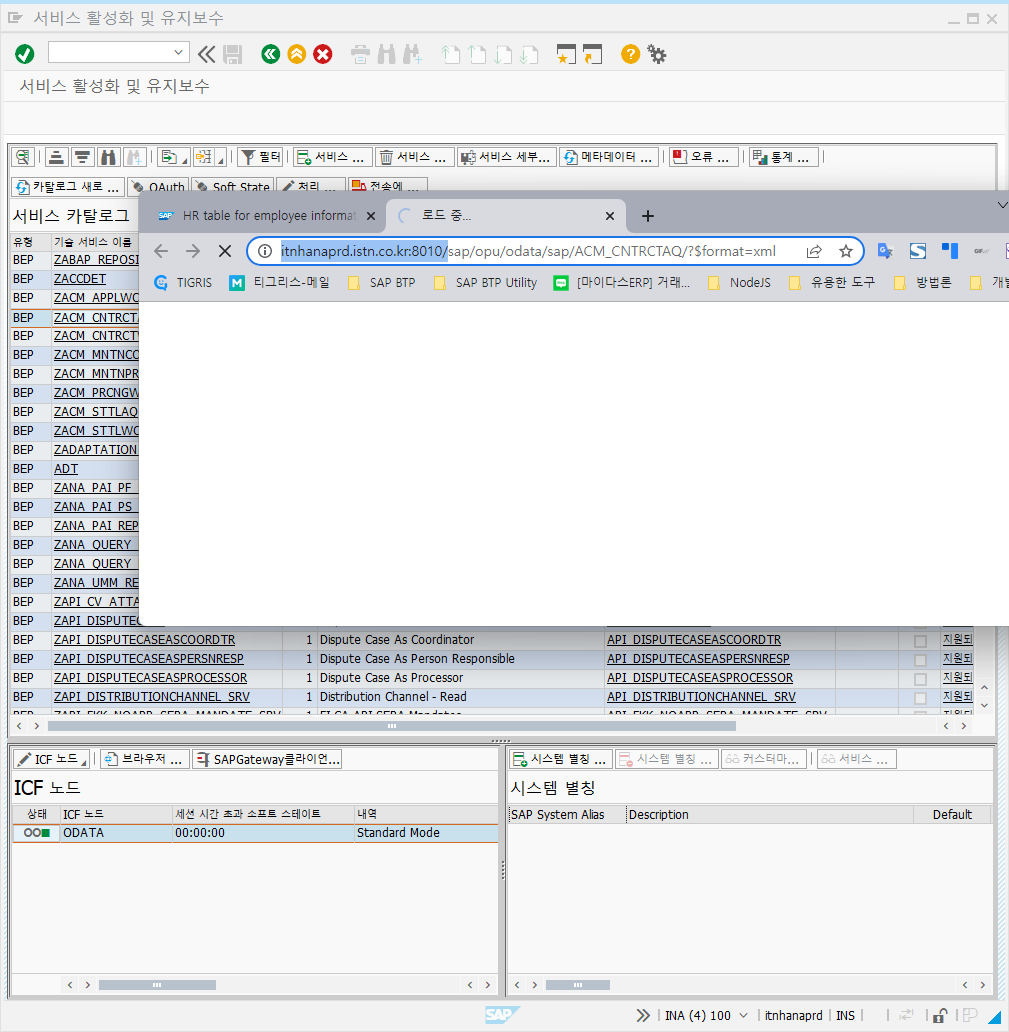 서비스 활성화 및 유지보수
서비스 활성화 및 유지보수
필터
서비스 ...
서비스 ...
서비스 세부...
메타데이터 ...
오류 ...
통계 ...
카탈로그 새로 ...
OAuth
Soft State
처리 ...
전송에 ...
서비스 카탈로그
HR table for employee informat
로드 중...
itnhanaprd.istn.co.kr:8010/sap/opu/odata/sap/ACM_CNTRCTAQ/?$format=xml
TIGRIS
티그리스-메일
SAP BTP
SAP BTP Utility
[마이다스ERP] 거래...
NodeJS
유용한 도구
방법론
개발
유형 기술 서비스 이름
BEP ZABAP_REPOSI
BEP ZACCDET
BEP ZACM_APPLWO
BEP ZACM_CNTRCTA
BEP ZACM_CNTRCTV
BEP ZACM_MNTNCO
BEP ZACM_MNTNPR
BEP ZACM_PRCNGW
BEP ZACM_STTLAQ
BEP ZACM_STTLWO
BEP ZADAPTATION
BEP ADT
BEP ZANA_PAI_PF
BEP ZANA_PAI_PS
BEP ZANA_PAI_REP
BEP ZANA_QUERY
BEP ZANA_QUERY
BEP ZANA_UMM_RE
BEP ZAPI_CV_ATTA
BEP ZAPI_DISPUTEC
BEP ZAPI_DISPUTECASEASCOORDTR 1 Dispute Case As Coordinator API_DISPUTECASEASCOORDTR 지원되
BEP ZAPI_DISPUTECASEASPERSNRESP 1 Dispute Case As Person Responsible API_DISPUTECASEASPERSNRESP 지원되
BEP ZAPI_DISPUTECASEASPROCESSOR 1 Dispute Case As Processor API_DISPUTECASEASPROCESSOR 지원되
BEP ZAPI_DISTRIBUTIONCHANNEL_SRV 1 Distribution Channel - Read API_DISTRIBUTIONCHANNEL_SRV 지원되
ICF 노드
브라우저 ...
SAPGateway클라이언...
시스템 별칭 ...
시스템 별칭 ...
커스터마...
서비스 ...
ICF 노드
시스템 별칭
상태 ICF 노드 세션 시간 초과 소프트 스테이트 내역
SAP System Alias Description Default
ODATA 00:00:00 Standard Mode
SAP
INA (4) 100
itnhanaprd
INS